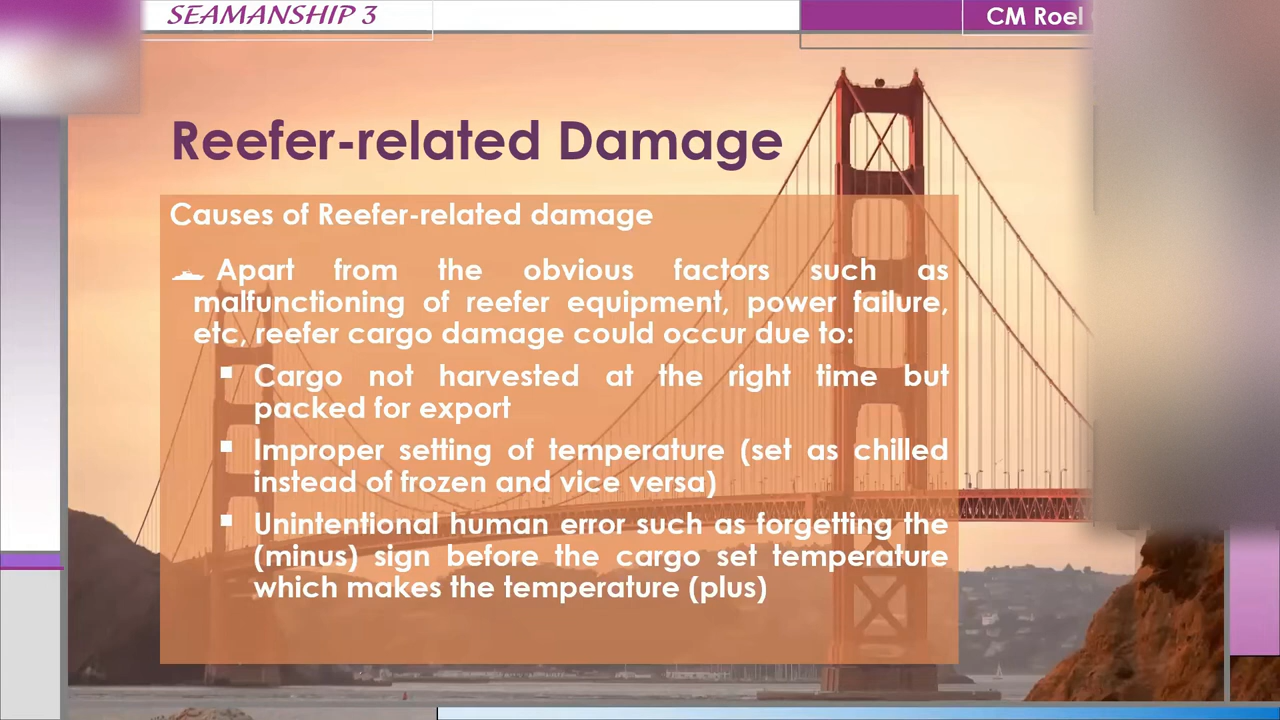 SEAMANSHIP 3
CM Roel
Reefer-related Damage
Causes of Reefer-related damage
Apart from the obvious factors such as
malfunctioning of reefer equipment, power failure,
etc, reefer cargo damage could occur due to:
▪ Cargo not harvested at the right time but
packed for export
▪ Improper setting of temperature (set as chilled
instead of frozen and vice versa)
▪ Unintentional human error such as forgetting the
(minus) sign before the cargo set temperature
which makes the temperature (plus)